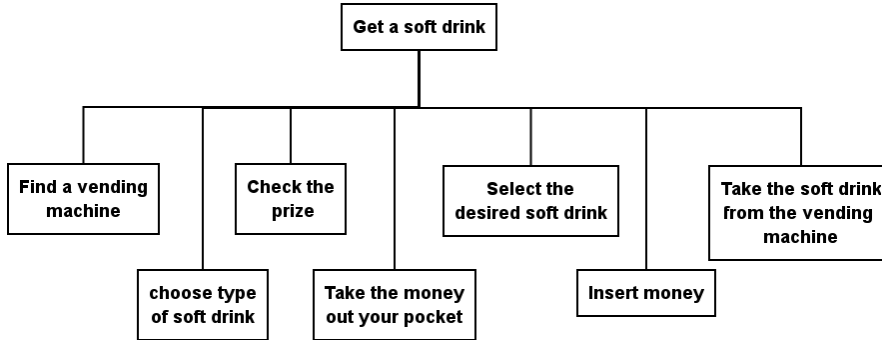 Get a soft drink
Find a vending
machine
choose type
of soft drink
Check the
prize
Take the money
out your pocket
Select the
desired soft drink
Insert money
Take the soft drink
from the vending
machine